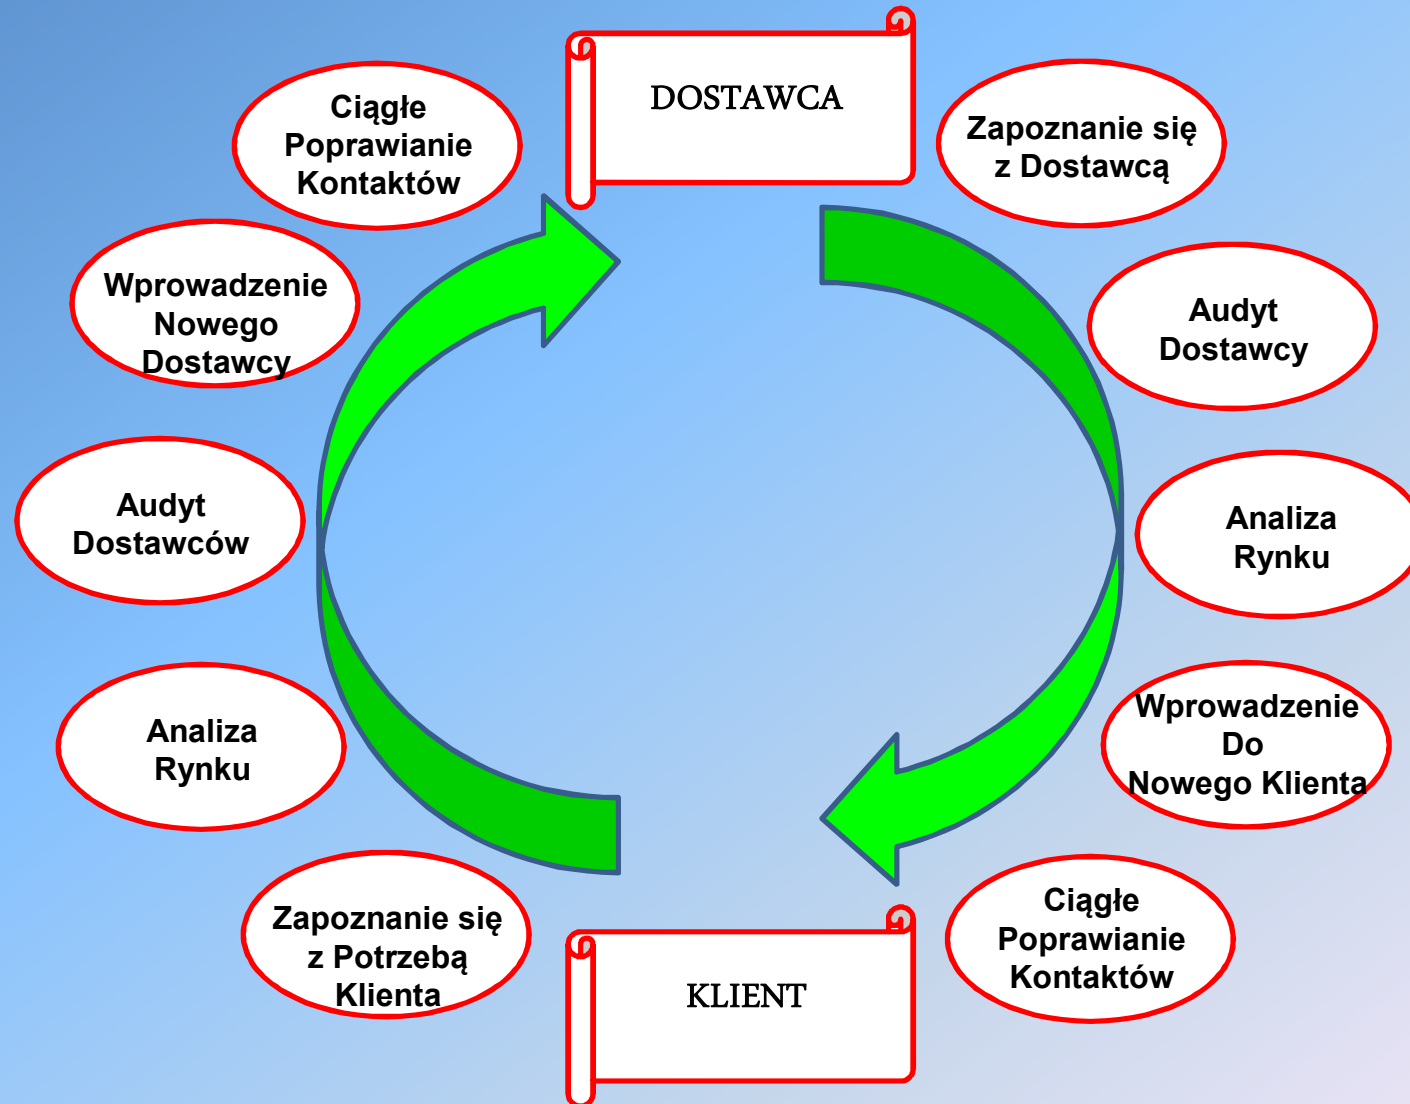 DOSTAWCA
Zapoznanie się
z Dostawcą
Audyt
Dostawcy
Analiza
Rynku
Wprowadzenie
Do
Nowego Klienta
Ciągłe
Poprawianie
Kontaktów
KLIENT
Zapoznanie się
z Potrzebą
Klienta
Analiza
Rynku
Audyt
Dostawców
Wprowadzenie
Nowego
Dostawcy
Ciągłe
Poprawianie
Kontaktów